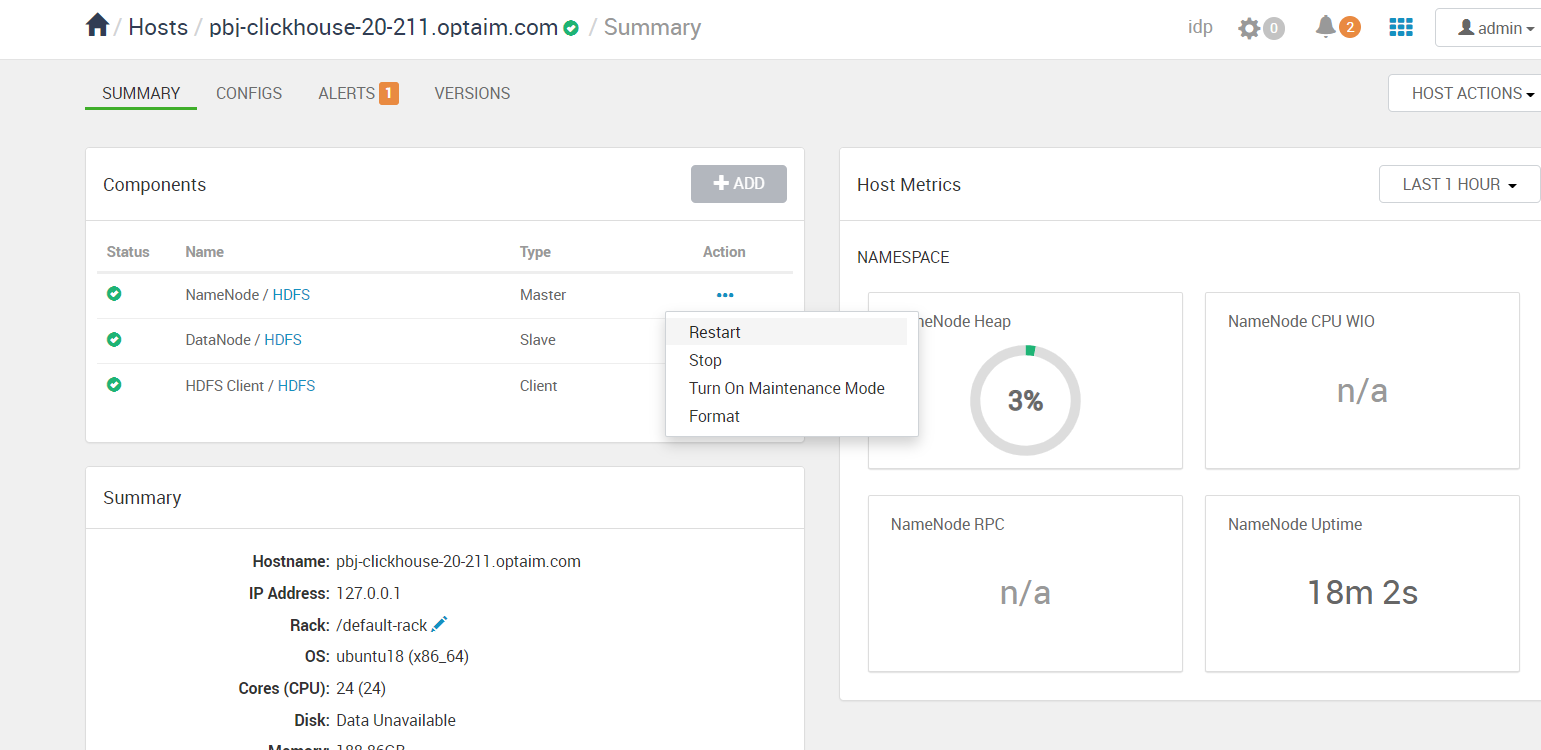 / Hosts / pbj-clickhouse-20-211.optaim.com / Summary
idp 0 2 admin
SUMMARY CONFIGS ALERTS 1 VERSIONS
HOST ACTIONS
Components
ADD
Status Name Type Action
NameNode / HDFS Master •••
DataNode / HDFS Slave
HDFS Client / HDFS Client
Restart
Stop
Turn On Maintenance Mode
Format
Summary
Hostname: pbj-clickhouse-20-211.optaim.com
IP Address: 127.0.0.1
Rack: /default-rack
OS: ubuntu18 (x86_64)
Cores (CPU): 24 (24)
Disk: Data Unavailable
Memory: 188.86GB
Host Metrics
LAST 1 HOUR
NAMESPACE
eNode Heap
3%
NameNode CPU WIO
n/a
NameNode RPC
n/a
NameNode Uptime
18m 2s